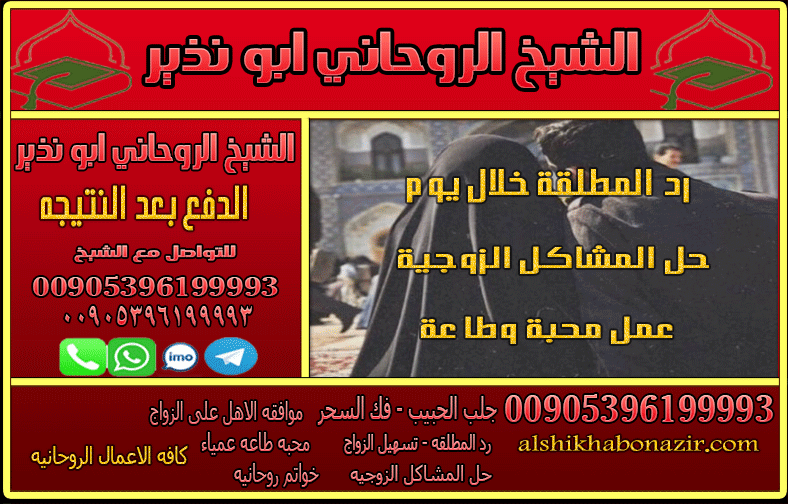 الشيخ الروحاني ابو نذير
الشيخ الروحاني ابو نذير
الدفع بعد النتيجه
للتواصل مع الشيخ
00905396199993
٠٠٩٠٥٣٩٦١٩٩٩٩٣
imo
رد المطلقة خلال يوم
حل المشاكل الزوجية
عمل محبة وطاعة
00905396199993 جلب الحبيب - فك السحر موافقه الاهل على الزواج
alshikhabonazir.com رد المطلقه - تسهيل الزواج محبه طاعه عمياء كافه الاعمال الروحانيه
حل المشاكل الزوجيه خواتم روحانيه